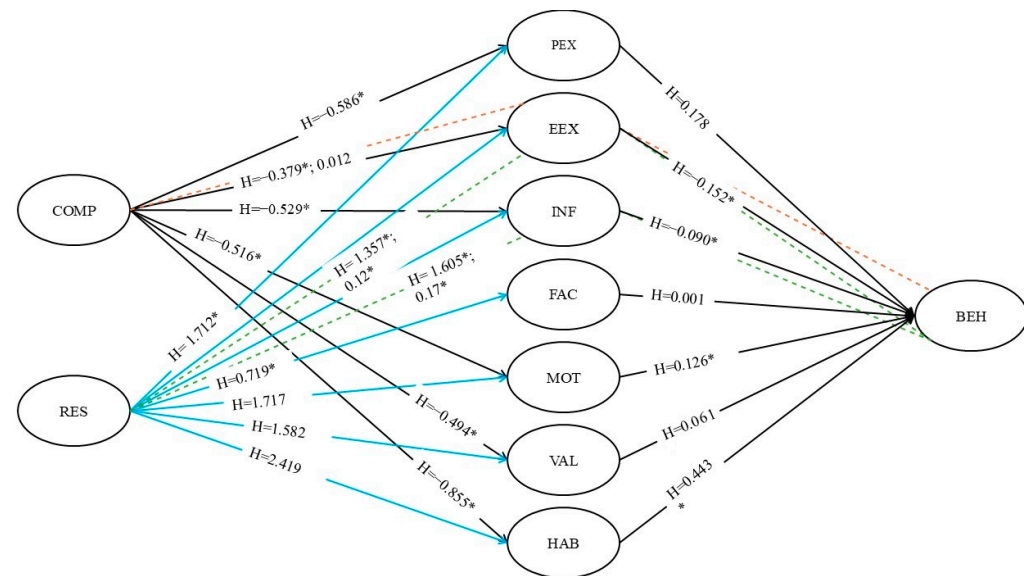 PEX
H=−0.586*
H=0.178
EEX
H=−0.379*; 0.012
H=−0.152*
COMP
H=−0.529*
INF
H=−0.516*
H=−0.090*
H= 1.357*;
0.12*
H= 1.605*;
0.17*
FAC
H=0.001
BEH
H= 1.712*
H=0.719*
MOT
H=0.126*
RES
H=1.717
H=−0.494*
H=0.061
H=1.582
VAL
H=2.419
H=−0.855*
H=0.443
*
HAB